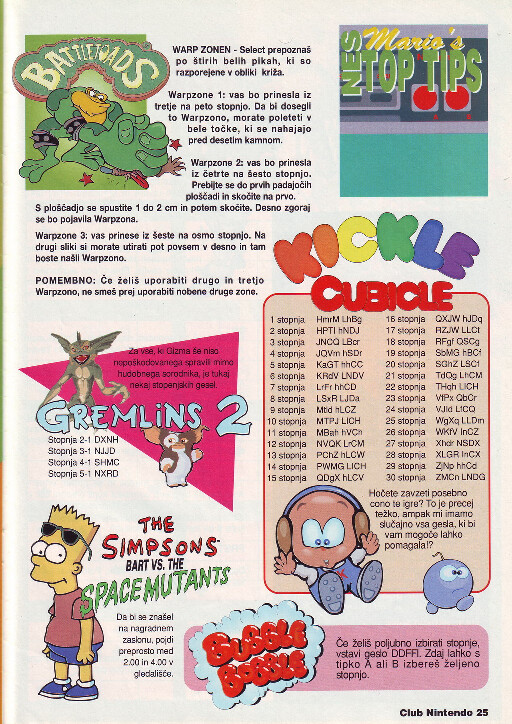 BATTLETOADS
WARP ZONEN - Select prepoznaš
po štirih belih pikah, ki so
razporejene v obliki križa.
Warpzone 1: vas bo prinesla iz
tretje na peto stopnjo. Da bi dosegli
to Warpzono, morate poleteti v
bele točke, ki se nahajajo
pred desetim kamnom.
Warpzone 2: vas bo prinesla
iz četrte na šesto stopnjo.
Prebijte se do prvih padajočih
ploščadi in skočite na prvo.
S ploščadjo se spustite 1 do 2 cm in potem skočite. Desno zgoraj
se bo pojavila Warpzona.
Warpzone 3: vas prinese iz šeste na osmo stopnjo. Na
drugi sliki si morate utirati pot povsem v desno in tam
boste našli Warpzono.
POMEMBNO: Če želiš uporabiti drugo in tretjo
Warpzono, ne smeš prej uporabiti nobene druge zone.
NES
Mario's
TOP TIPS
KICKLE
CUBICLE
1 stopnja HmrM LhBg
2 stopnja HPTl hNDJ
3 stopnja JNCQ LBcr
4 stopnja JQVm hSDr
5 stopnja KaGT hhCC
6 stopnja KRdV LNDV
7 stopnja LrFr hhCD
8 stopnja LSxR LJDa
9 stopnja Mtld hLCZ
10 stopnja MTPJ LlCH
11 stopnja MBah hVCh
12 stopnja NVQK LrCM
13 stopnja PChZ hLCW
14 stopnja PWMG LlCH
15 stopnja QDgX hLCV
16 stopnja QXJW hJDq
17 stopnja RZJW LLCt
18 stopnja RFgf QSCg
19 stopnja SbMG hBCf
20 stopnja SGhZ LSC1
21 stopnja TdQg LhCM
22 stopnja THqh LlCH
23 stopnja VfPx QbCr
24 stopnja VJld LfCQ
25 stopnja WgXq LLDm
26 stopnja WKfV lnCZ
27 stopnja Xhdr NSDX
28 stopnja XLGR lnCX
29 stopnja ZjNp hhCd
30 stopnja ZMCn LNDG
Hočete zavzeti posebno
cono te igre? To je precej
težko, ampak mi imamo
slučajno vsa gesla, ki bi
vam mogoče lahko
pomagala!?
Za vse, ki Gizma še niso
nepoškodovanega spravili mimo
hudobnega sorodnika, je tukaj
nekaj stopenjskih gesel.
GREMLiNS 2
Stopnja 2-1 DXNH
Stopnja 3-1 NJJD
Stopnja 4-1 SHMC
Stopnja 5-1 NXRD
THE
SIMPSONS
BART VS. THE
SPACEMUTANTS
Da bi se znašel
na nagradnem
zaslonu, pojdi
preprosto med
2.00 in 4.00 v
gledališče.
BUBBLE
BOBBLE
Če želiš poljubno izbirati stopnje,
vstavi geslo DDFFI. Zdaj lahko s
tipko A ali B izbereš željeno
stopnjo.
Club Nintendo 25